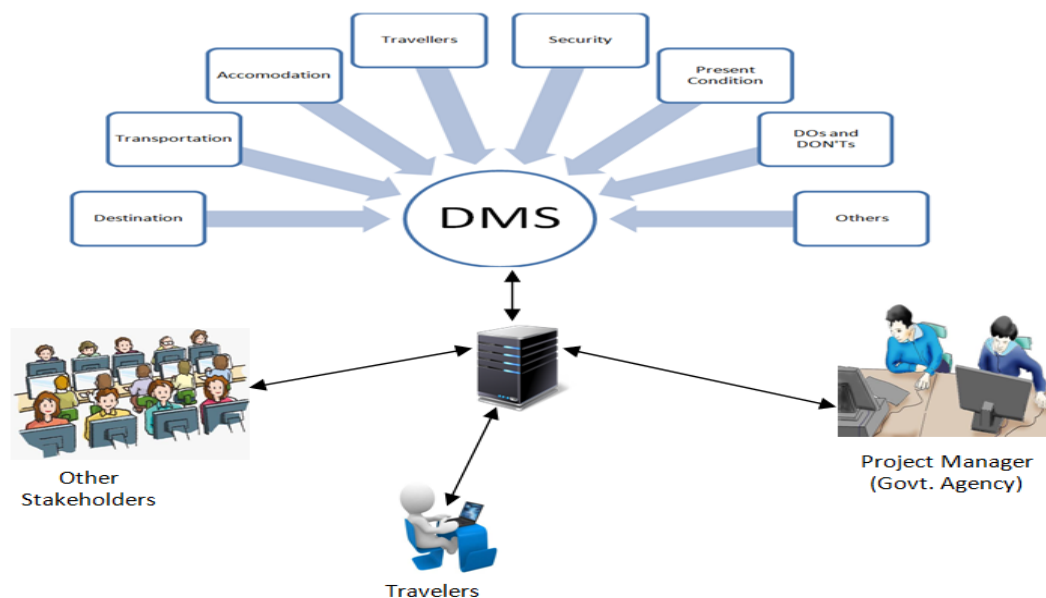 Travellers
Security
Accomodation
Present
Condition
Transportation
DOs and
DON'Ts
Destination
DMS
Others
Other
Stakeholders
Project Manager
(Govt. Agency)
Travelers